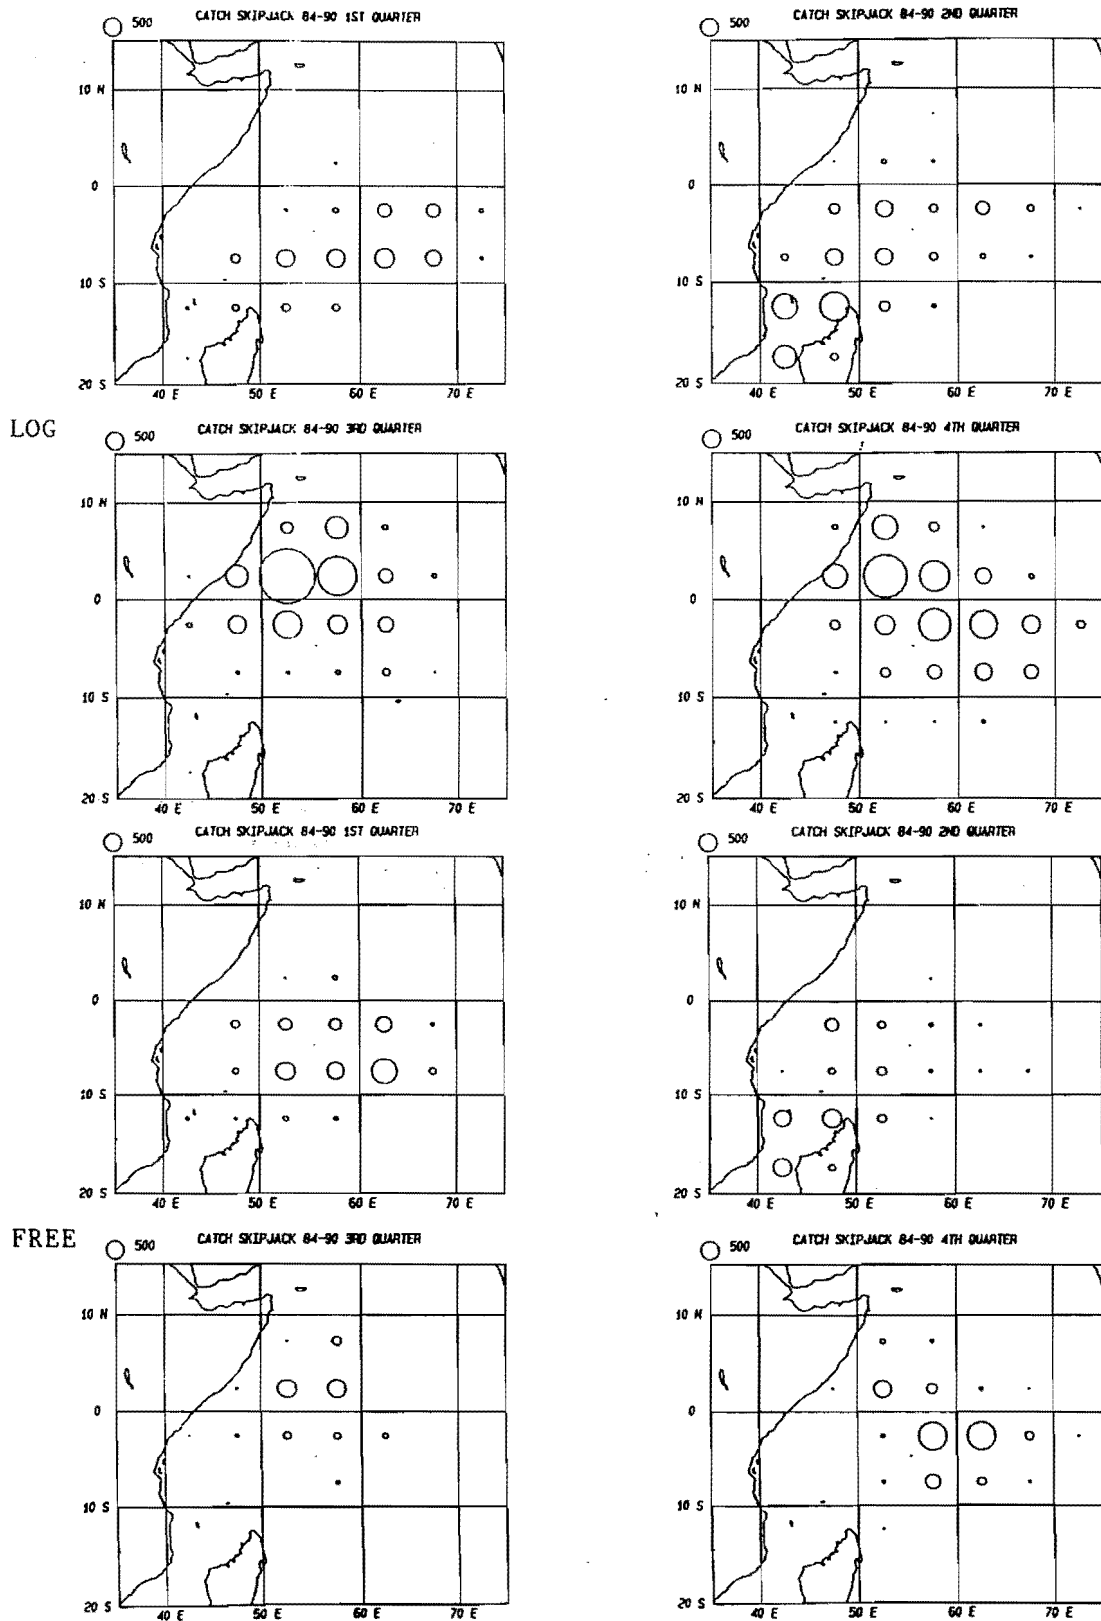 500 CATCH SKIPJACK 84-90 1ST QUARTER
10 N
0
10 S
20 S
40 E 50 E 60 E 70 E
500 CATCH SKIPJACK 84-90 2ND QUARTER
10 N
0
10 S
20 S
40 E 50 E 60 E 70 E
LOG
500 CATCH SKIPJACK 84-90 3RD QUARTER
10 N
0
10 S
20 S
40 E 50 E 60 E 70 E
500 CATCH SKIPJACK 84-90 4TH QUARTER
10 N
0
10 S
20 S
40 E 50 E 60 E 70 E
500 CATCH SKIPJACK 84-90 1ST QUARTER
10 N
0
10 S
20 S
40 E 50 E 60 E 70 E
500 CATCH SKIPJACK 84-90 2ND QUARTER
10 N
0
10 S
20 S
40 E 50 E 60 E 70 E
FREE
500 CATCH SKIPJACK 84-90 3RD QUARTER
10 N
0
10 S
20 S
40 E 50 E 60 E 70 E
500 CATCH SKIPJACK 84-90 4TH QUARTER
10 N
0
10 S
20 S
40 E 50 E 60 E 70 E